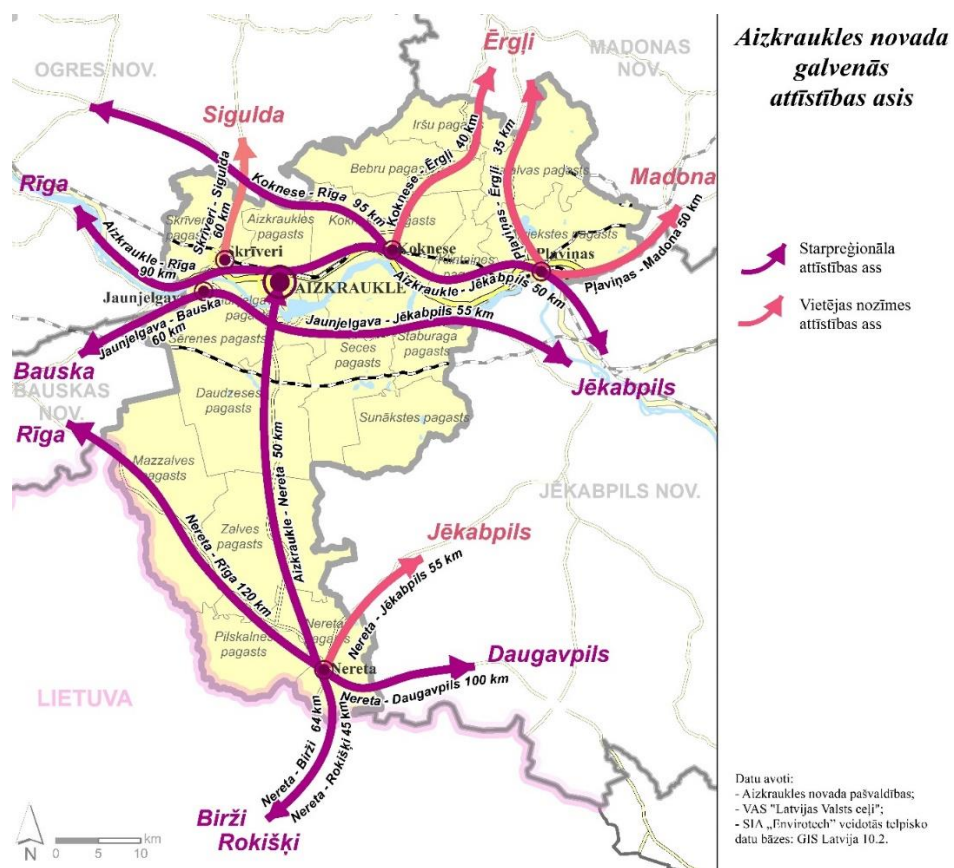 Aizkraukles novada
galvenās
attīstības asis
Starpreģionāla
attīstības ass
Vietējas nozīmes
attīstības ass
Datu avoti:
- Aizkraukles novada pašvaldība;
- VAS "Latvijas Valsts ceļi";
- SIA „Envirotech” veidotās telpisko
datu bāzes: GIS Latvija 10.2.
OGRES NOV.
MADONAS
NOV.
Ērgļi
Sigulda
Rīga
Madona
Iršu pagasts
Bebru pagasts
Koknese - Ērgļi 40 km
Pļaviņas - Ērgļi 35 km
Koknese - Rīga 95 km
Skrīveri - Sigulda
60 km
Aizkraukles
pagasts
Skrīveri
Koknese
Pļaviņas
Pļaviņas - Madona 50 km
Aizkraukle - Rīga
90 km
AIZKRAUKLE
Aizkraukle - Jēkabpils 50 km
Jaunjelgava
Jaunjelgava - Jēkabpils 55 km
Jaunjelgava - Bauska
60 km
Sērenes pagasts
Seces
pagasts
Staburaga
pagasts
Bauska
BAUSKAS
NOV.
Jēkabpils
Daudzeses
pagasts
Sunākstes pagasts
Rīga
Mazzalves
pagasts
Aizkraukle - Nereta 50 km
JĒKABPILS NOV.
Zalves
pagasts
Jēkabpils
Nereta - Rīga 120 km
Nereta - Jēkabpils 55 km
Pilskalnes
pagasts
Neretas
pagasts
Nereta
Daugavpils
Nereta - Daugavpils 100 km
LIETUVA
Nereta - Birži 64 km
Nereta - Rokišķi 45 km
Birži
Rokišķi
N
0 5 10 km